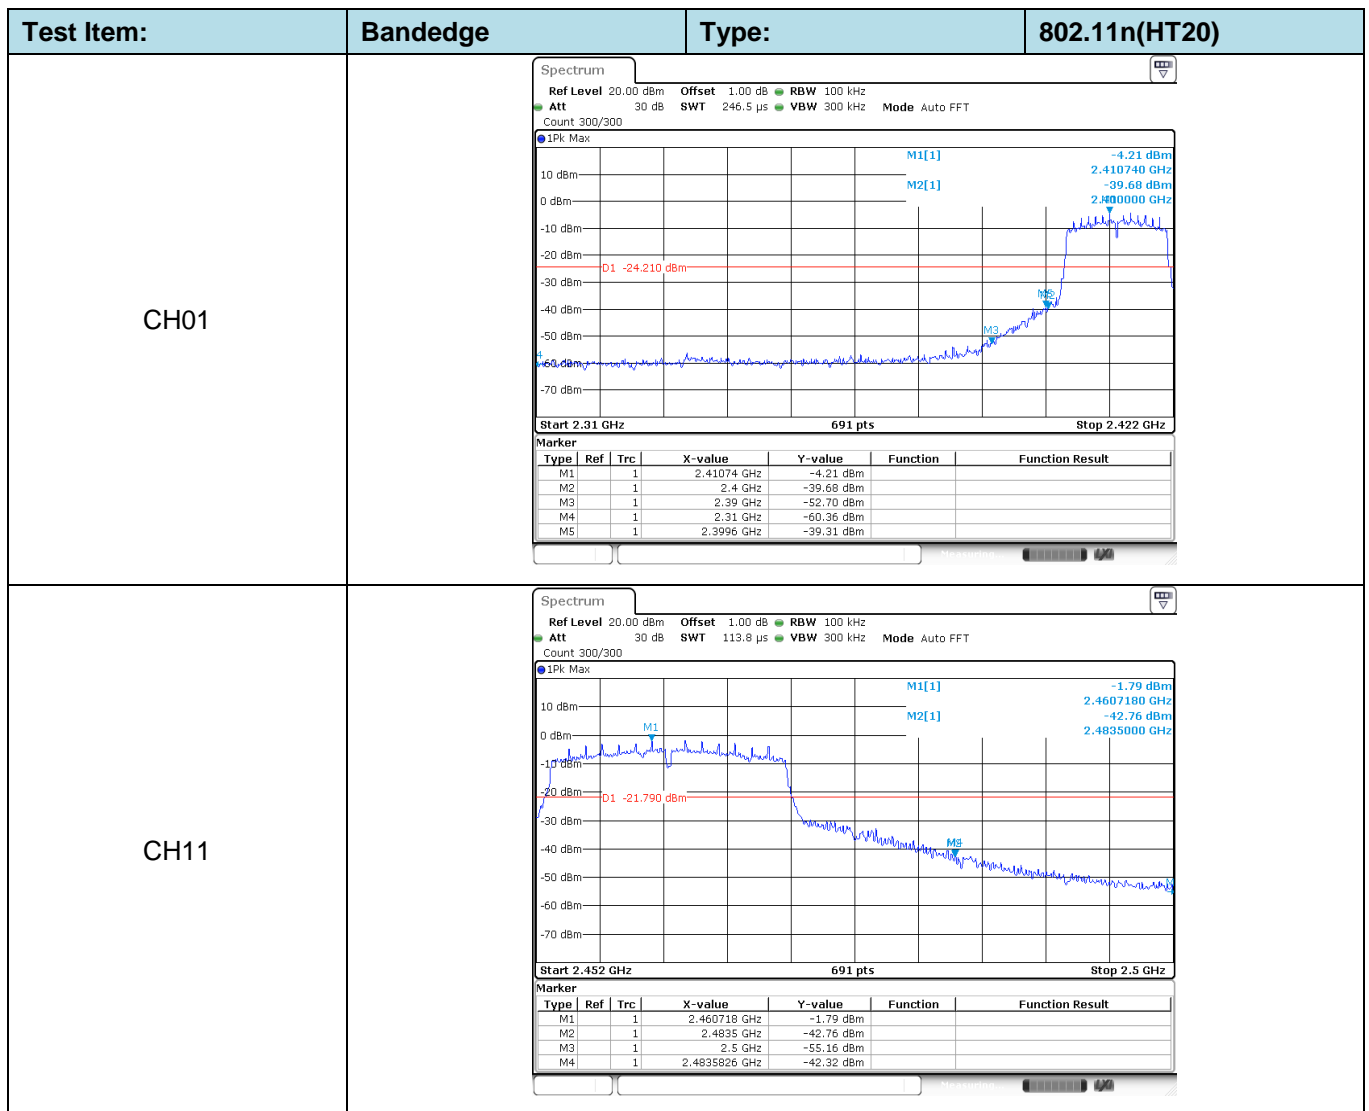 Test Item: Bandedge Type: 802.11n(HT20)
CH01
Spectrum
Ref Level 20.00 dBm Offset 1.00 dB RBW 100 kHz
Att 30 dB SWT 246.5 µs VBW 300 kHz Mode Auto FFT
Count 300/300
1Pk Max
M1[1] -4.21 dBm
2.410740 GHz
10 dBm
M2[1] -39.68 dBm
0 dBm 2.400000 GHz
-10 dBm
-20 dBm
D1 -24.210 dBm
-30 dBm
-40 dBm
M3
-50 dBm
-60 dBm
-70 dBm
Start 2.31 GHz 691 pts Stop 2.422 GHz
Marker
Type Ref Trc X-value Y-value Function Function Result
M1 1 2.41074 GHz -4.21 dBm
M2 1 2.4 GHz -39.68 dBm
M3 1 2.39 GHz -52.70 dBm
M4 1 2.31 GHz -60.36 dBm
M5 1 2.3996 GHz -39.31 dBm
Measuring...
CH11
Spectrum
Ref Level 20.00 dBm Offset 1.00 dB RBW 100 kHz
Att 30 dB SWT 113.8 µs VBW 300 kHz Mode Auto FFT
Count 300/300
1Pk Max
M1[1] -1.79 dBm
2.4607180 GHz
10 dBm
M2[1] -42.76 dBm
M1
0 dBm 2.4835000 GHz
-10 dBm
-20 dBm
D1 -21.790 dBm
-30 dBm
-40 dBm
-50 dBm
-60 dBm
-70 dBm
Start 2.452 GHz 691 pts Stop 2.5 GHz
Marker
Type Ref Trc X-value Y-value Function Function Result
M1 1 2.460718 GHz -1.79 dBm
M2 1 2.4835 GHz -42.76 dBm
M3 1 2.5 GHz -55.16 dBm
M4 1 2.4835826 GHz -42.32 dBm
Measuring...